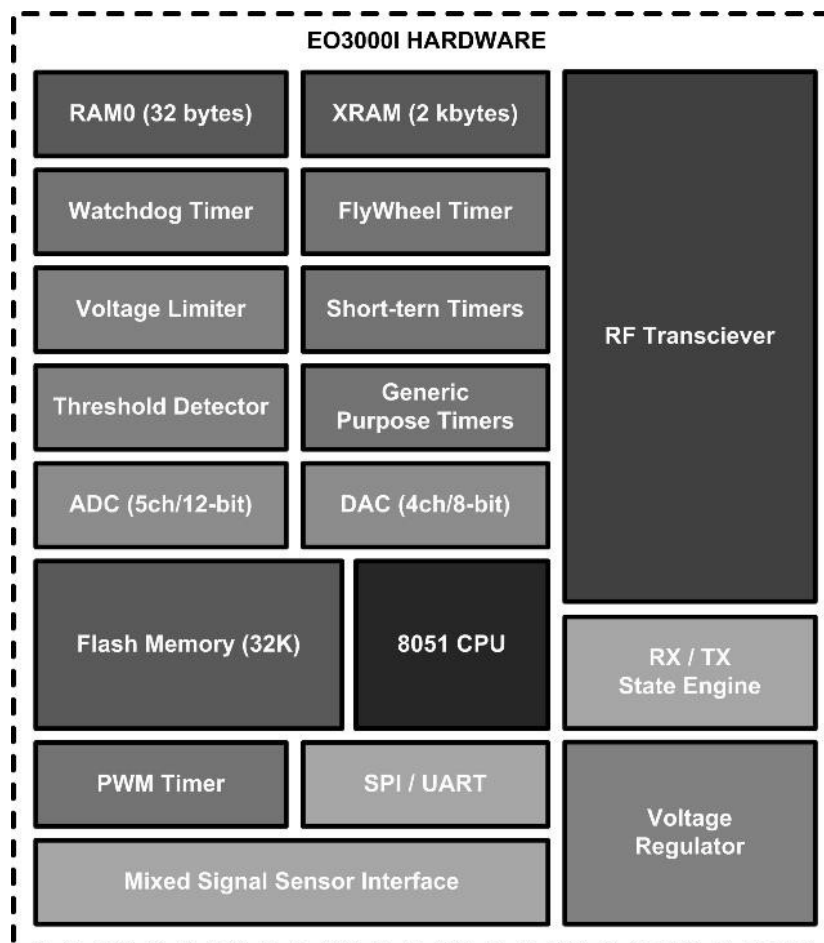 EO3000I HARDWARE
RAM0 (32 bytes)
XRAM (2 kbytes)
Watchdog Timer
FlyWheel Timer
Voltage Limiter
Short-tern Timers
RF Transciever
Threshold Detector
Generic
Purpose Timers
ADC (5ch/12-bit)
DAC (4ch/8-bit)
Flash Memory (32K)
8051 CPU
RX / TX
State Engine
PWM Timer
SPI / UART
Voltage
Regulator
Mixed Signal Sensor Interface